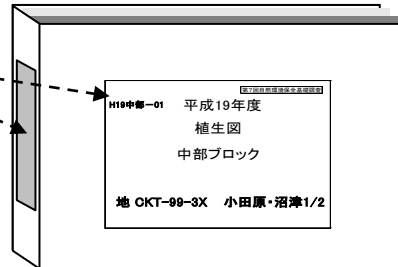 第7回自然環境保全基礎調査
H19中部－01
平成19年度
植生図
中部ブロック
地 CKT-99-3X 小田原・沼津1/2